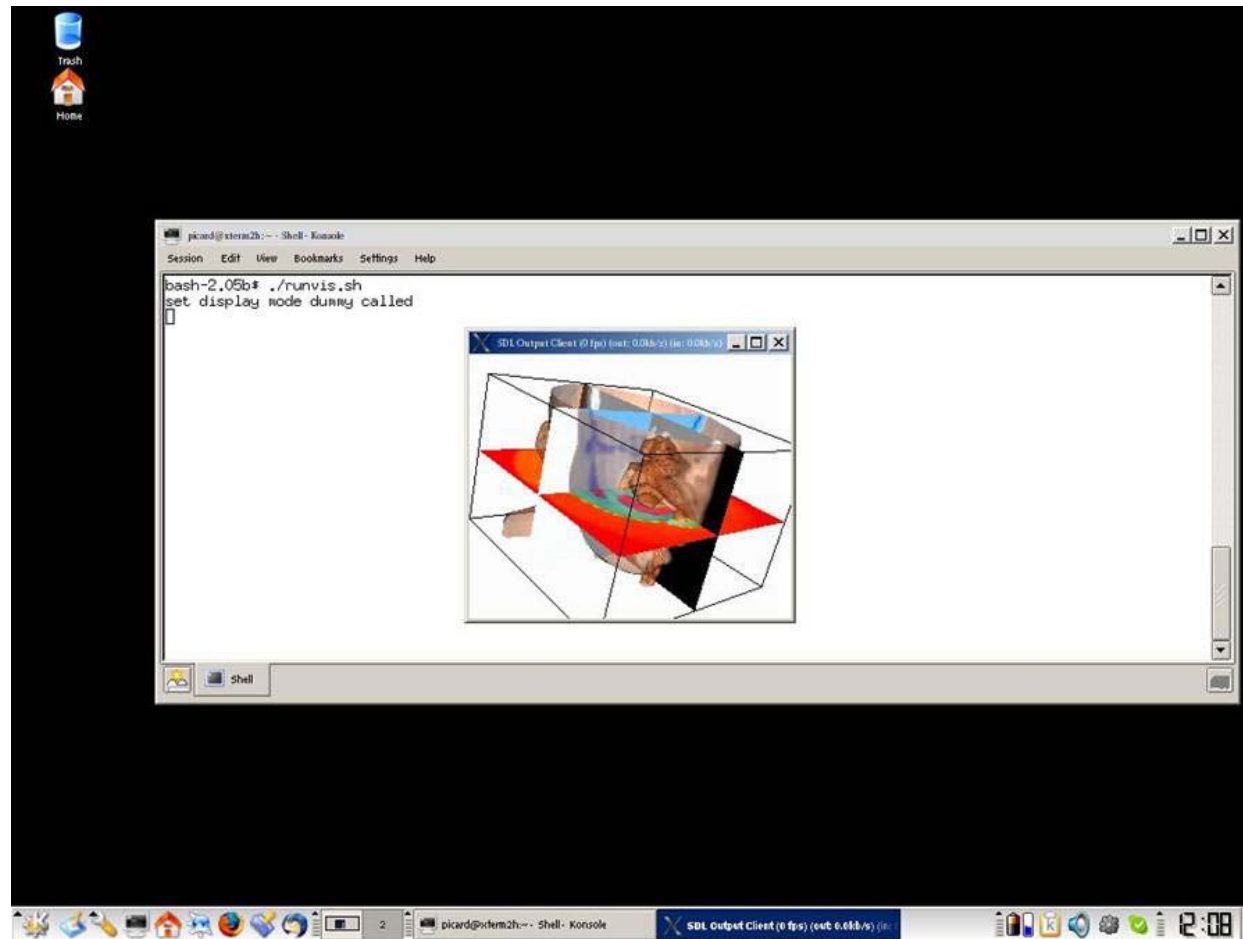 Trash
Home
picard@xterm2h:~ - Shell - Konsole
Session Edit View Bookmarks Settings Help
bash-2.05b$ ./runvis.sh
set display mode dummy called
SDL Output Client (0 fps) (out: 0.0kb/s) (in: 0.0kb/s)
Shell
2
picard@xterm2h:~ - Shell - Konsole
SDL Output Client (0 fps) (out: 0.0kb/s) (in:
12:08